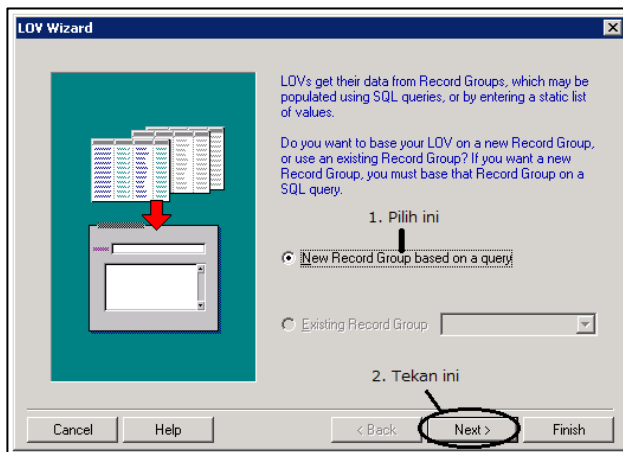 LOV Wizard
LOVs get their data from Record Groups, which may be
populated using SQL queries, or by entering a static list
of values.
Do you want to base your LOV on a new Record Group,
or use an existing Record Group? If you want a new
Record Group, you must base that Record Group on a
SQL query.
1. Pilih ini
New Record Group based on a query
Existing Record Group
2. Tekan ini
Cancel Help < Back Next > Finish